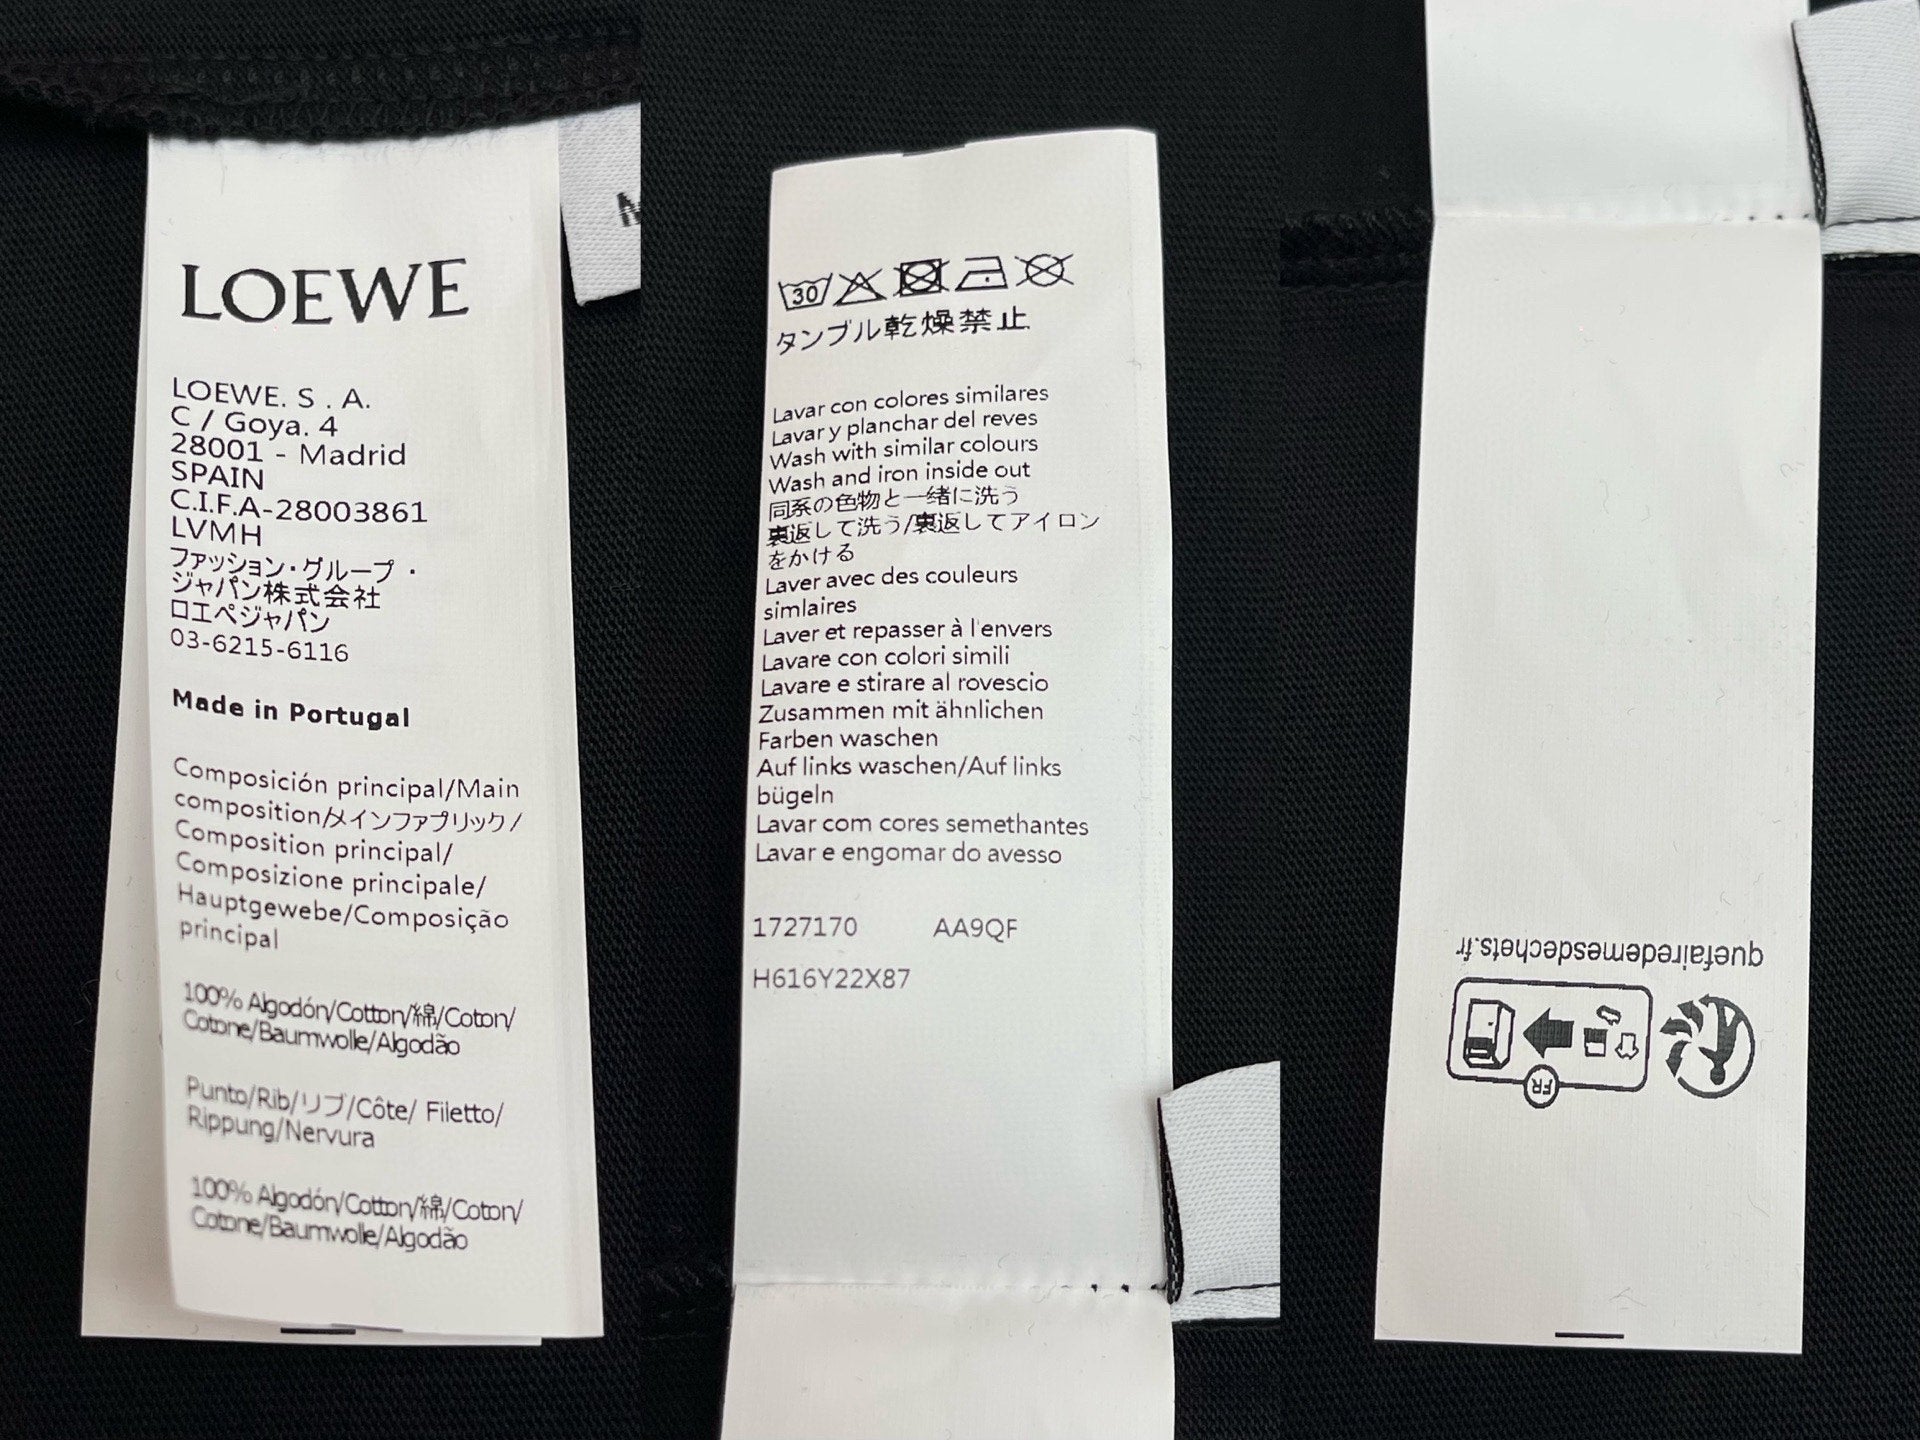 LOEWE
LOEWE. S . A.
C / Goya. 4
28001 - Madrid
SPAIN
C.I.F.A-28003861
LVMH
ファッション・グループ・
ジャパン株式会社
ロエベジャパン
03-6215-6116
Made in Portugal
Composición principal/Main
composition/メインファブリック/
Composition principal/
Composizione principale/
Hauptgewebe/Composição
principal
100% Algodón/Cotton/綿/Coton/
Cotone/Baumwolle/Algodão
Punto/Rib/リブ/Côte/ Filetto/
Rippung/Nervura
100% Algodón/Cotton/綿/Coton/
Cotone/Baumwolle/Algodão
30
タンブル乾燥禁止
Lavar con colores similares
Lavar y planchar del reves
Wash with similar colours
Wash and iron inside out
同系の色物と一緒に洗う
裏返して洗う/裏返してアイロン
をかける
Laver avec des couleurs
simlaires
Laver et repasser à l'envers
Lavare con colori simili
Lavare e stirare al rovescio
Zusammen mit ähnlichen
Farben waschen
Auf links waschen/Auf links
bügeln
Lavar com cores semethantes
Lavar e engomar do avesso
1727170 AA9QF
H616Y22X87
quefairedemesdechets.fr
FR